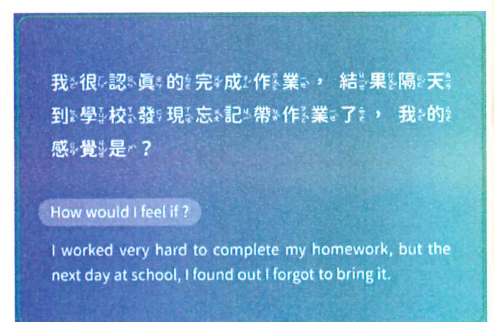 我很認真的完成作業，結果隔天
到學校發現忘記帶作業了，我的
感覺是？
How would I feel if ?
I worked very hard to complete my homework, but the
next day at school, I found out I forgot to bring it.